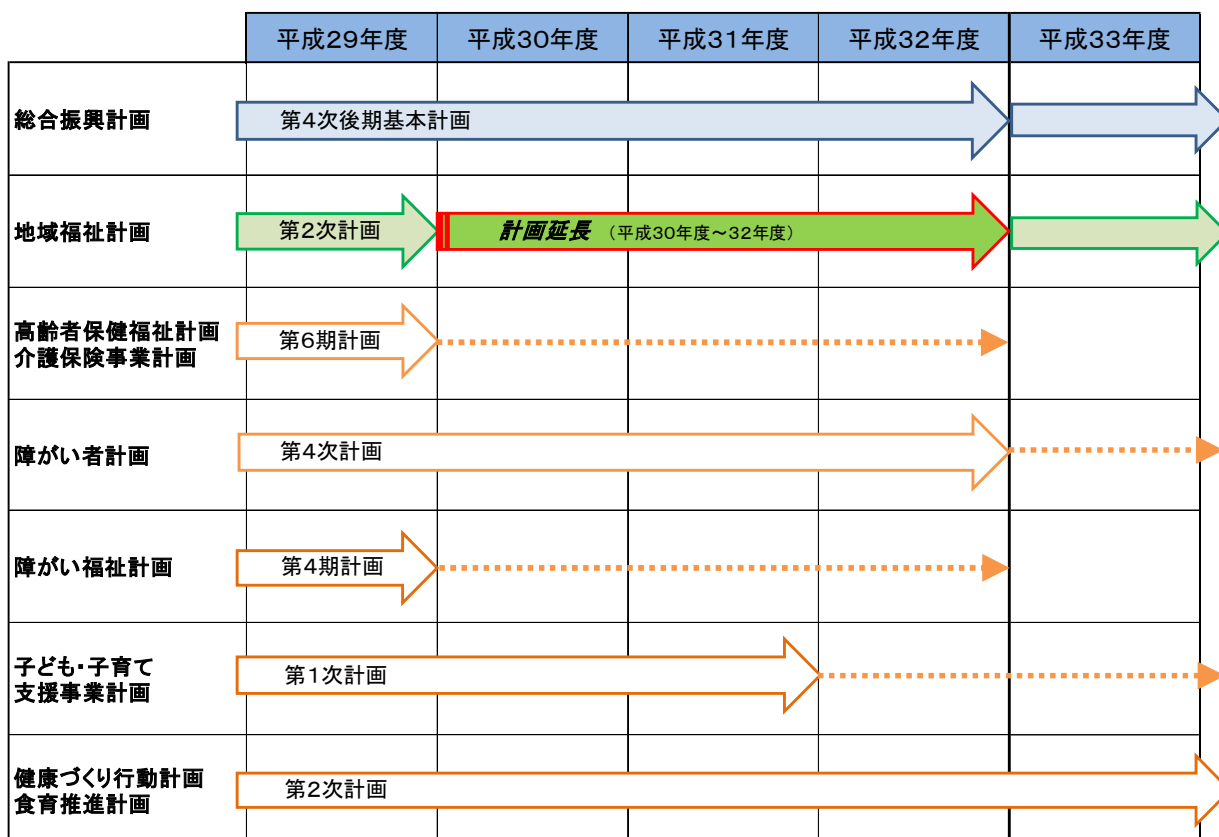 平成29年度 平成30年度 平成31年度 平成32年度 平成33年度
総合振興計画
第4次後期基本計画
地域福祉計画
第2次計画
計画延長 （平成30年度～32年度）
高齢者保健福祉計画
介護保険事業計画
第6期計画
障がい者計画
第4次計画
障がい福祉計画
第4期計画
子ども・子育て
支援事業計画
第1次計画
健康づくり行動計画
食育推進計画
第2次計画